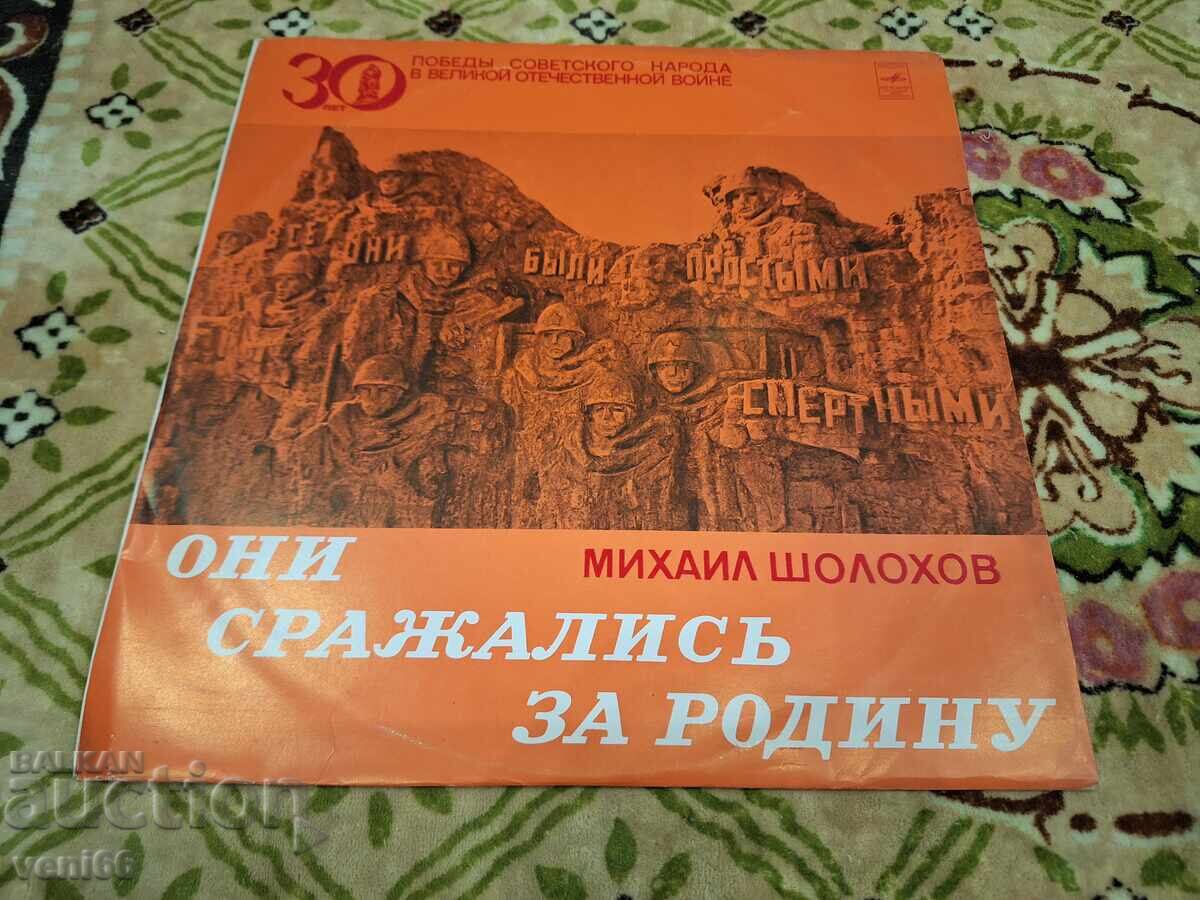 30 ЛЕТ
ПОБЕДЫ СОВЕТСКОГО НАРОДА
В ВЕЛИКОЙ ОТЕЧЕСТВЕННОЙ ВОЙНЕ
ВСЕ ОНИ БЫЛИ ПРОСТЫМИ
СМЕРТНЫМИ
МИХАИЛ ШОЛОХОВ
ОНИ
СРАЖАЛИСЬ
ЗА РОДИНУ
BALKAN
auction
veni66